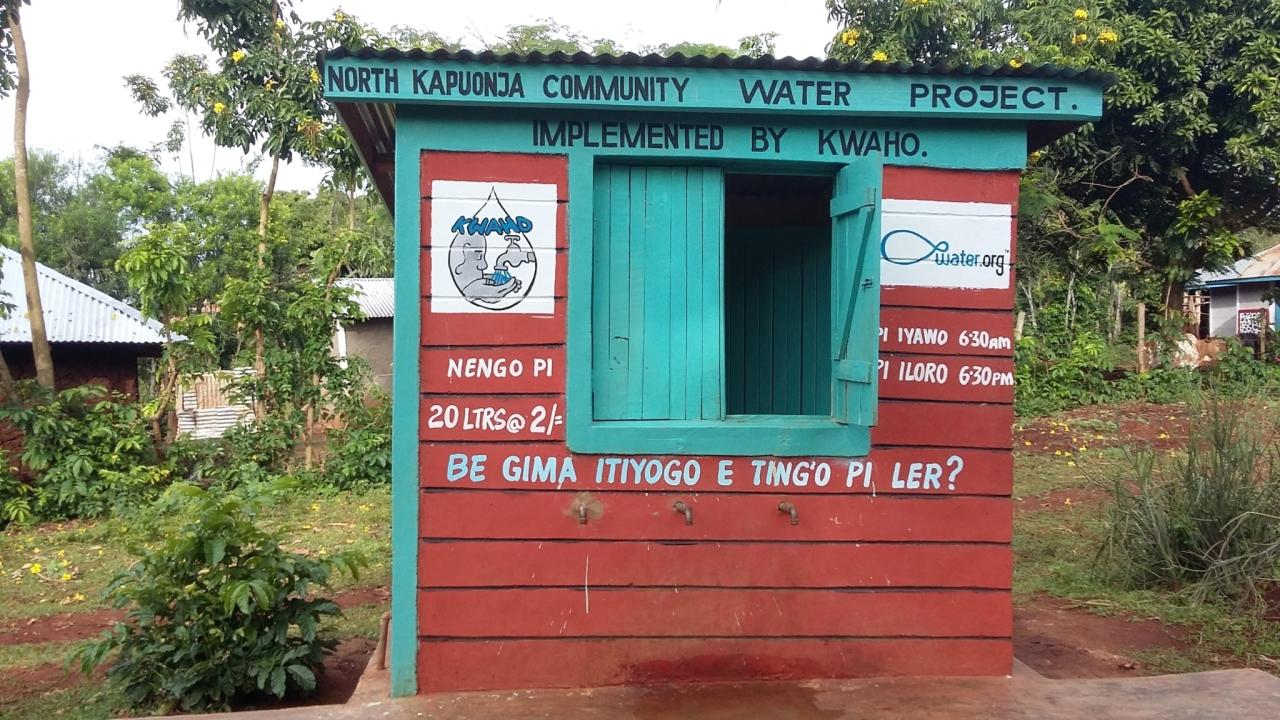 NORTH KAPUONJA COMMUNITY WATER PROJECT.
IMPLEMENTED BY KWAHO.
KWAHO
water.org
PI IYAWO 6·30AM
PI ILORO 6·30PM
NENGO PI
20 LTRS@ 2/=
BE GIMA ITIYOGO E TING'O PI LER?